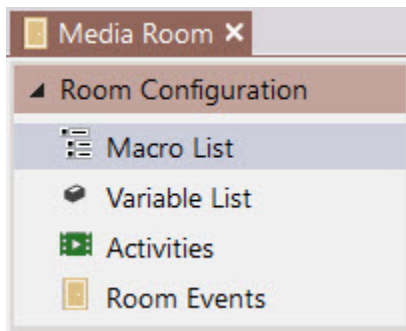 Media Room
Room Configuration
Macro List
Variable List
Activities
Room Events